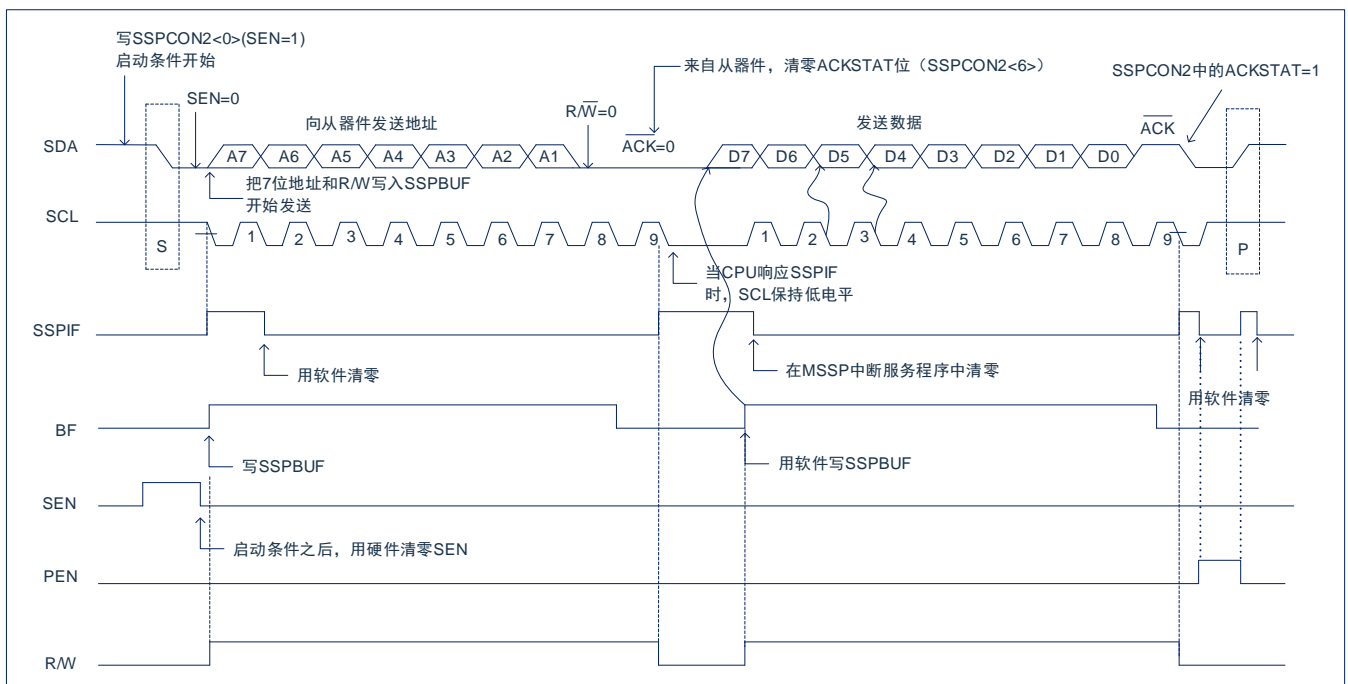 写SSPCON2<0>(SEN=1)
启动条件开始
来自从器件，清零ACKSTAT位（SSPCON2<6>）
SSPCON2中的ACKSTAT=1
SEN=0
向从器件发送地址
R/W=0
发送数据
ACK
SDA
A7 A6 A5 A4 A3 A2 A1
ACK=0
D7 D6 D5 D4 D3 D2 D1 D0
把7位地址和R/W写入SSPBUF
开始发送
SCL
S
1 2 3 4 5 6 7 8 9
1 2 3 4 5 6 7 8 9
P
当CPU响应SSPIF
时，SCL保持低电平
SSPIF
用软件清零
在MSSP中断服务程序中清零
用软件清零
BF
写SSPBUF
用软件写SSPBUF
SEN
启动条件之后，用硬件清零SEN
PEN
R/W